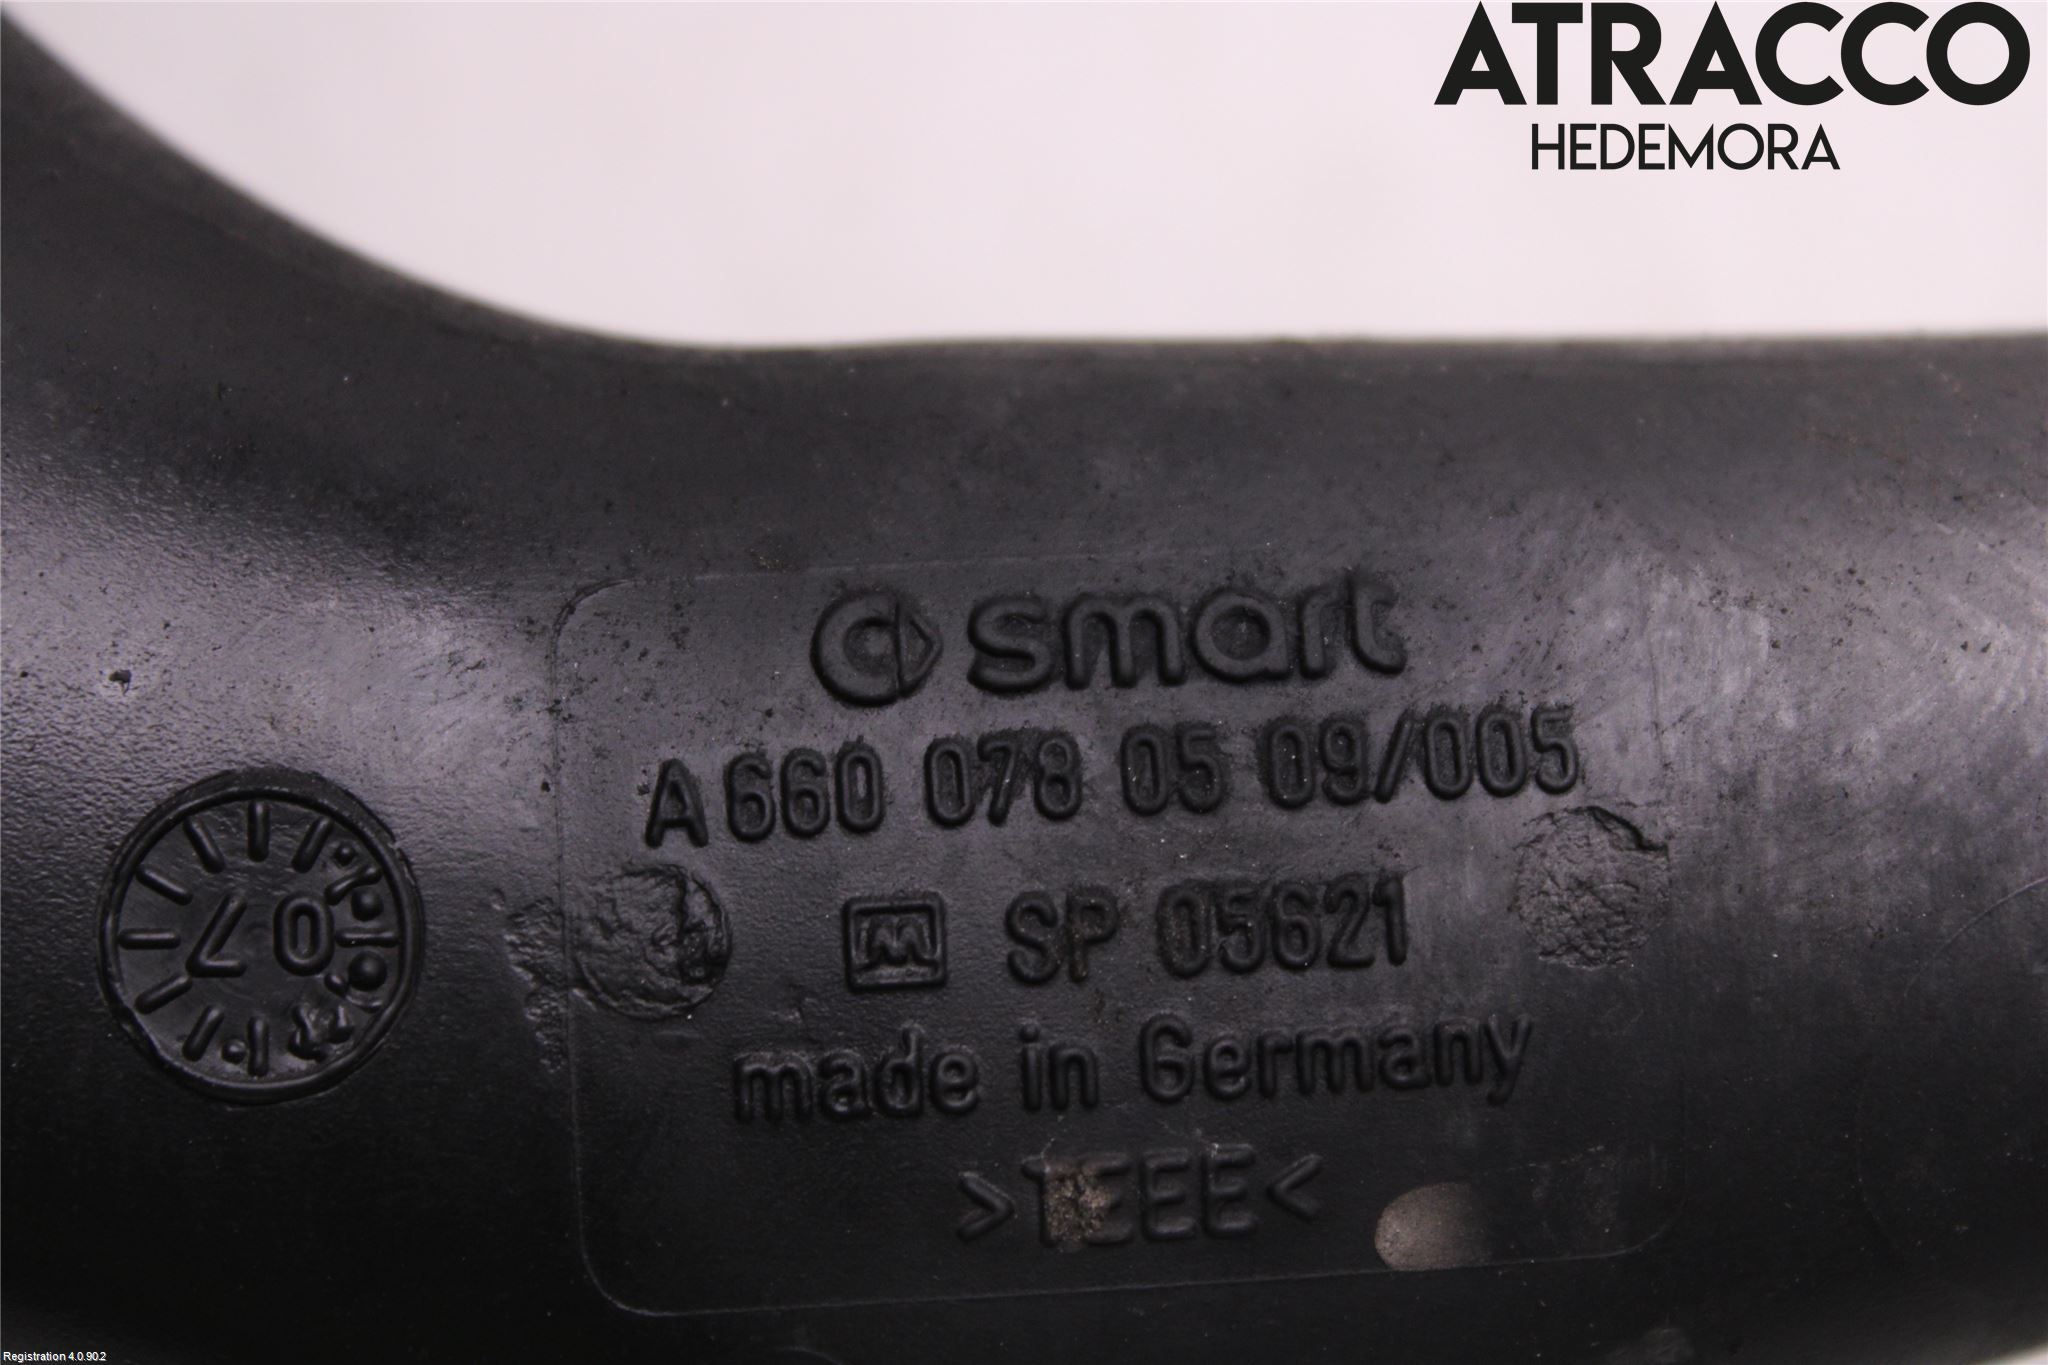 ATRACCO
HEDEMORA
smart
A 660 078 05 09/005
SP 05621
made in Germany
>TEEE<
07
Registration 4.0.90.2